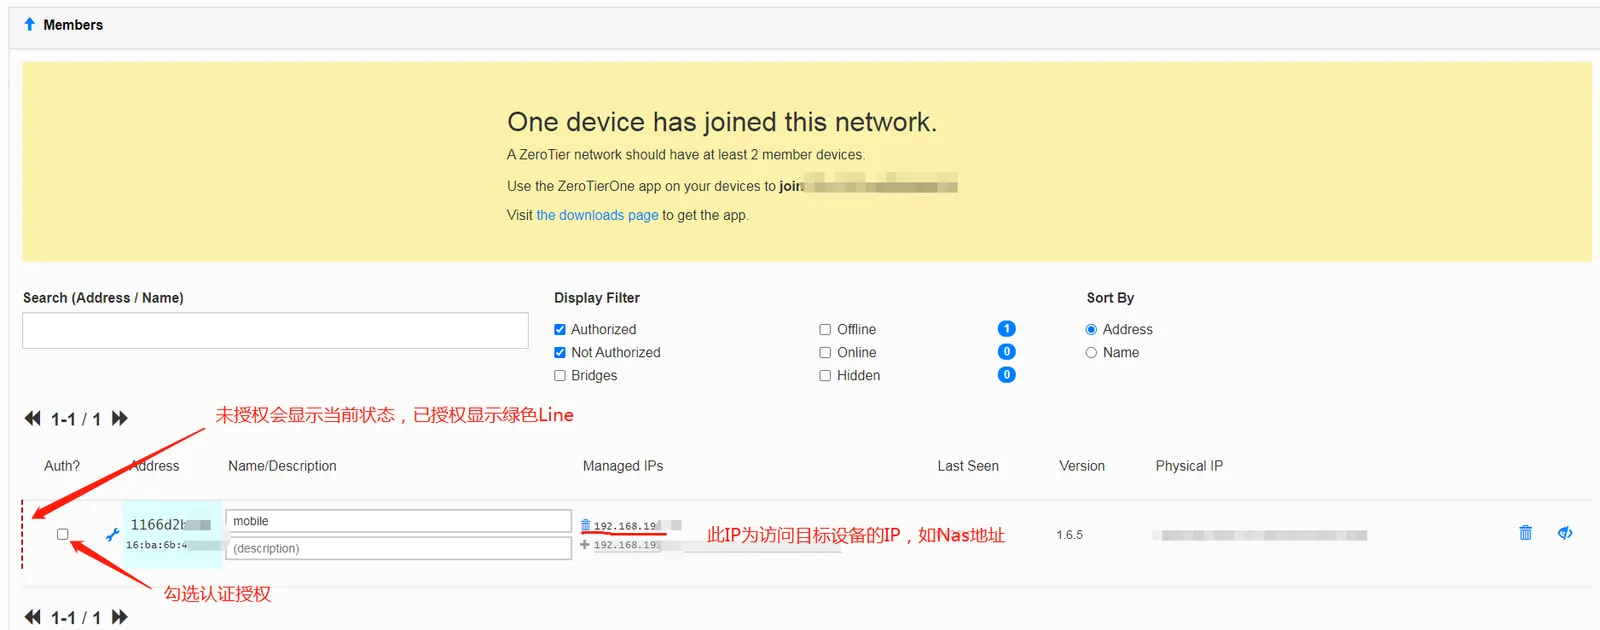 Members
One device has joined this network.
A ZeroTier network should have at least 2 member devices.
Use the ZeroTierOne app on your devices to join
Visit the downloads page to get the app.
Search (Address / Name)
Display Filter
Sort By
Authorized
Offline
1
Address
Not Authorized
Online
0
Name
Bridges
Hidden
0
1-1 / 1
未授权会显示当前状态，已授权显示绿色Line
Auth?
Address
Name/Description
Managed IPs
Last Seen
Version
Physical IP
1166d2b
mobile
192.168.19
16:ba:6b:4
(description)
192.168.19
此IP为访问目标设备的IP，如Nas地址
1.6.5
勾选认证授权
1-1 / 1